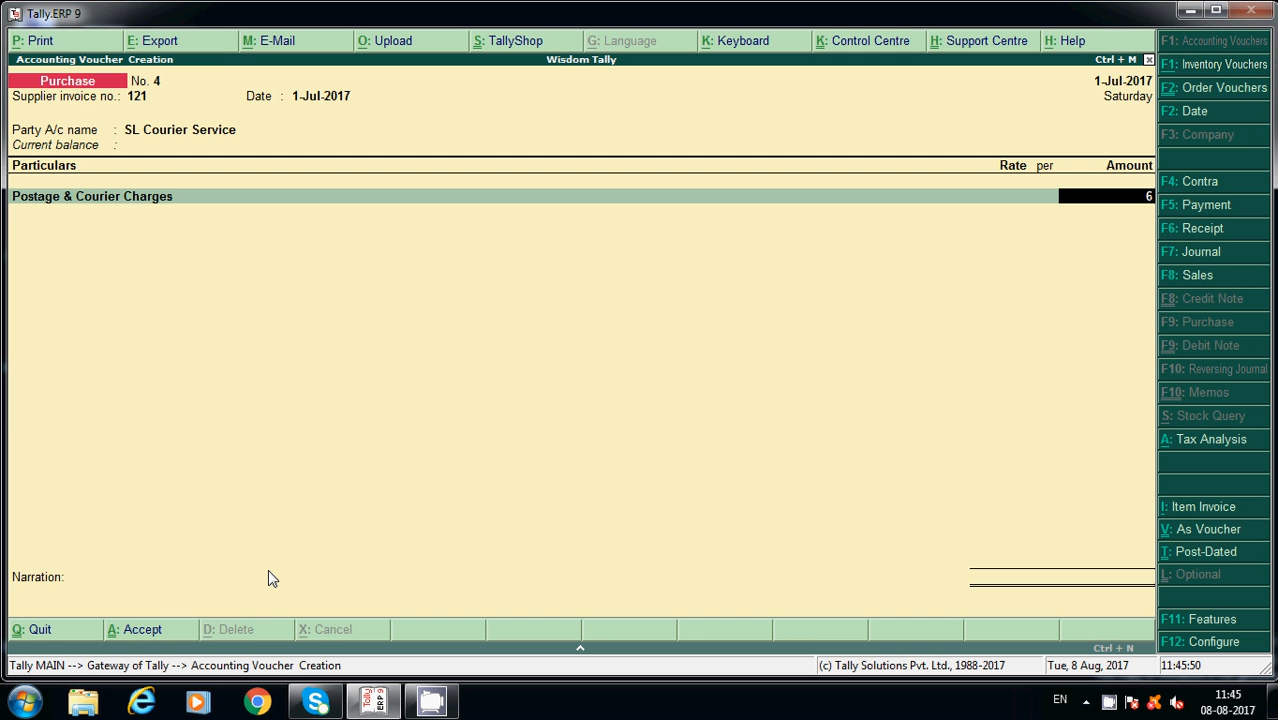 Tally.ERP 9
P: Print E: Export M: E-Mail O: Upload S: TallyShop G: Language K: Keyboard K: Control Centre H: Support Centre H: Help
Accounting Voucher Creation Wisdom Tally Ctrl + M
Purchase No. 4 1-Jul-2017
Supplier invoice no.: 121 Date : 1-Jul-2017 Saturday
Party A/c name : SL Courier Service
Current balance :
Particulars Rate per Amount
Postage & Courier Charges 6
Narration:
Q: Quit A: Accept D: Delete X: Cancel
Ctrl + N
F1: Accounting Vouchers
F1: Inventory Vouchers
F2: Order Vouchers
F2: Date
F3: Company
F4: Contra
F5: Payment
F6: Receipt
F7: Journal
F8: Sales
F8: Credit Note
F9: Purchase
F9: Debit Note
F10: Reversing Journal
F10: Memos
S: Stock Query
A: Tax Analysis
I: Item Invoice
V: As Voucher
T: Post-Dated
L: Optional
F11: Features
F12: Configure
Tally MAIN --> Gateway of Tally --> Accounting Voucher Creation (c) Tally Solutions Pvt. Ltd., 1988-2017 Tue, 8 Aug, 2017 11:45:50
EN 11:45
08-08-2017